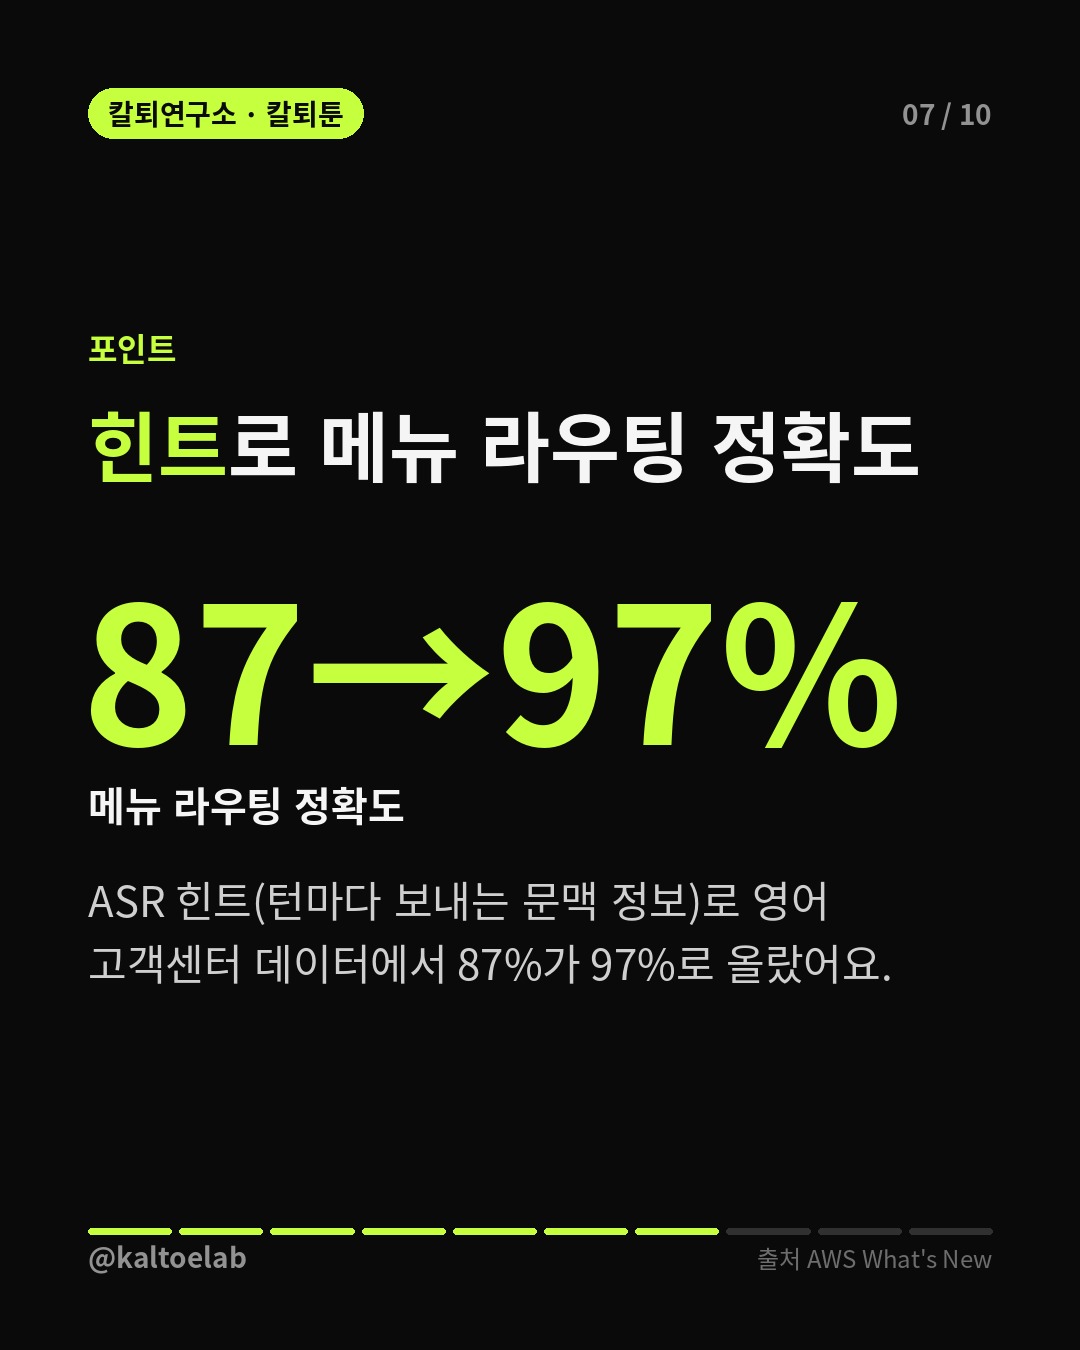 칼퇴연구소 · 칼퇴툰
07 / 10
포인트
힌트로 메뉴 라우팅 정확도
87→97%
메뉴 라우팅 정확도
ASR 힌트(턴마다 보내는 문맥 정보)로 영어
고객센터 데이터에서 87%가 97%로 올랐어요.
@kaltoelab
출처 AWS What's New